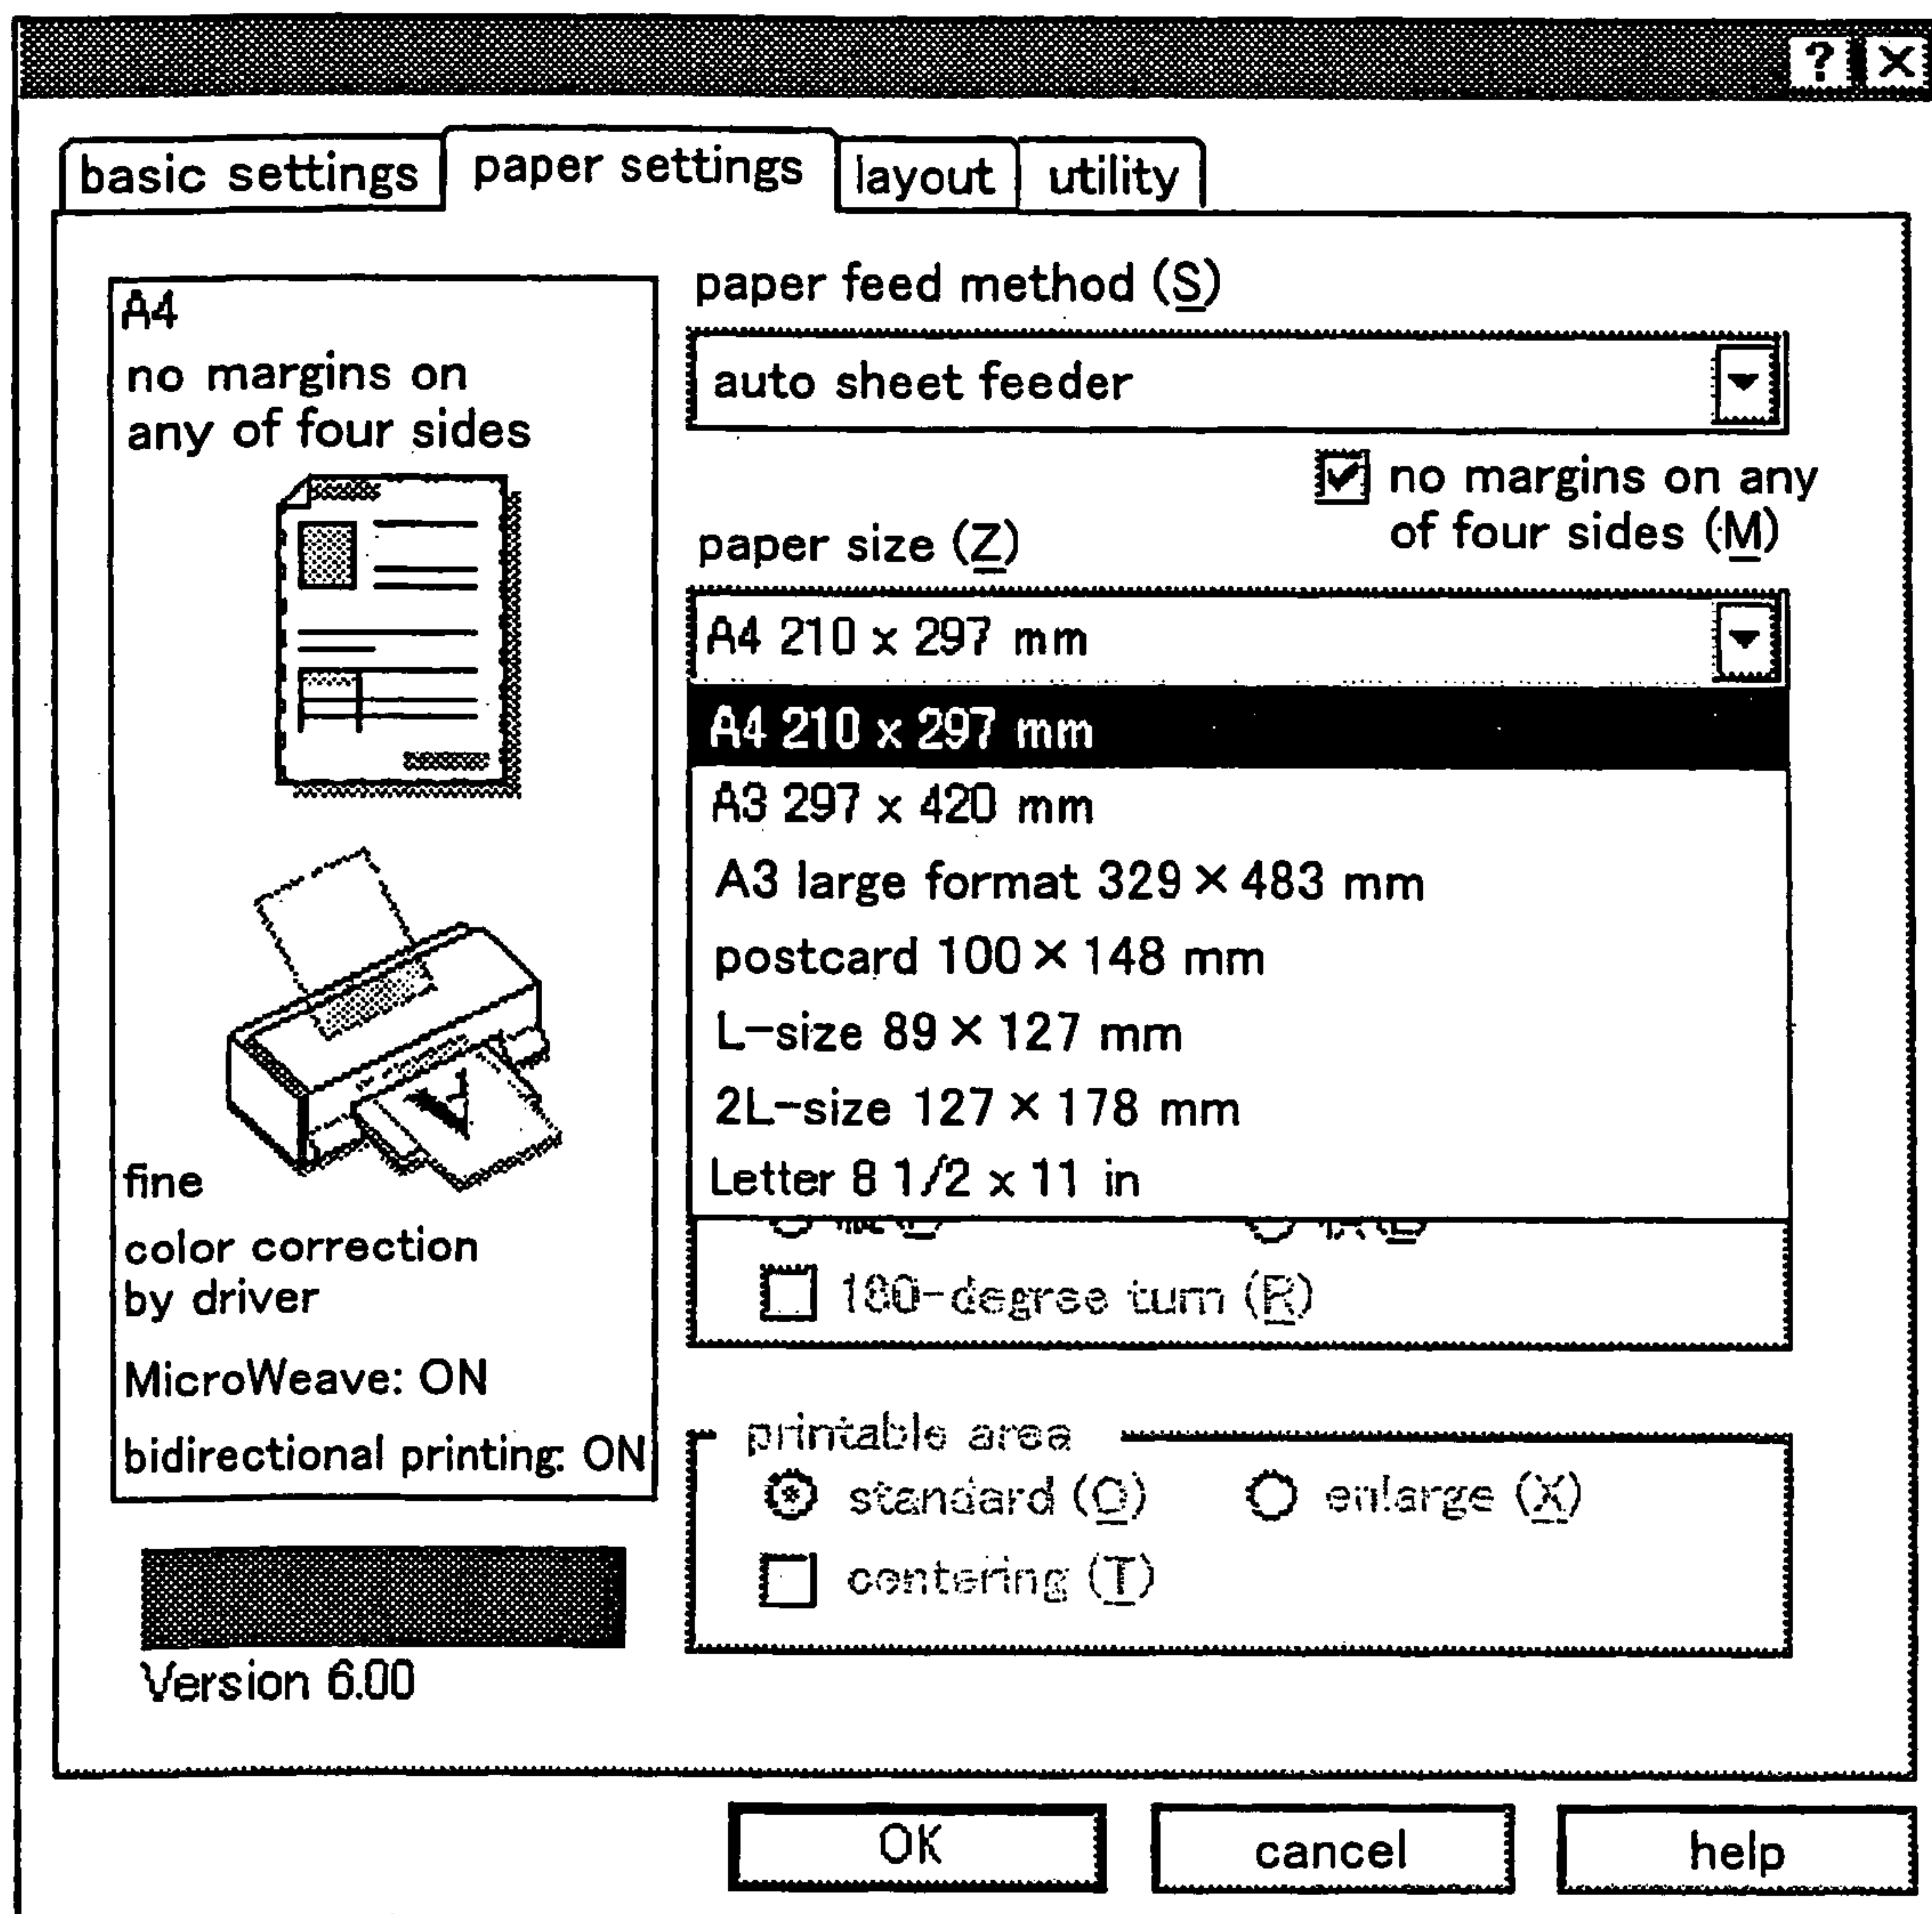 ?
basic settings
paper settings
layout
utility
A4
no margins on
any of four sides
fine
color correction
by driver
MicroWeave: ON
bidirectional printing: ON
Version 6.00
paper feed method (S)
auto sheet feeder
no margins on any
of four sides (M)
paper size (Z)
A4 210 x 297 mm
A4 210 x 297 mm
A3 297 x 420 mm
A3 large format 329 × 483 mm
postcard 100 × 148 mm
L-size 89 × 127 mm
2L-size 127 × 178 mm
Letter 8 1/2 x 11 in
180-degree turn (R)
printable area
standard (O)
enlarge (X)
centering (T)
OK
cancel
help